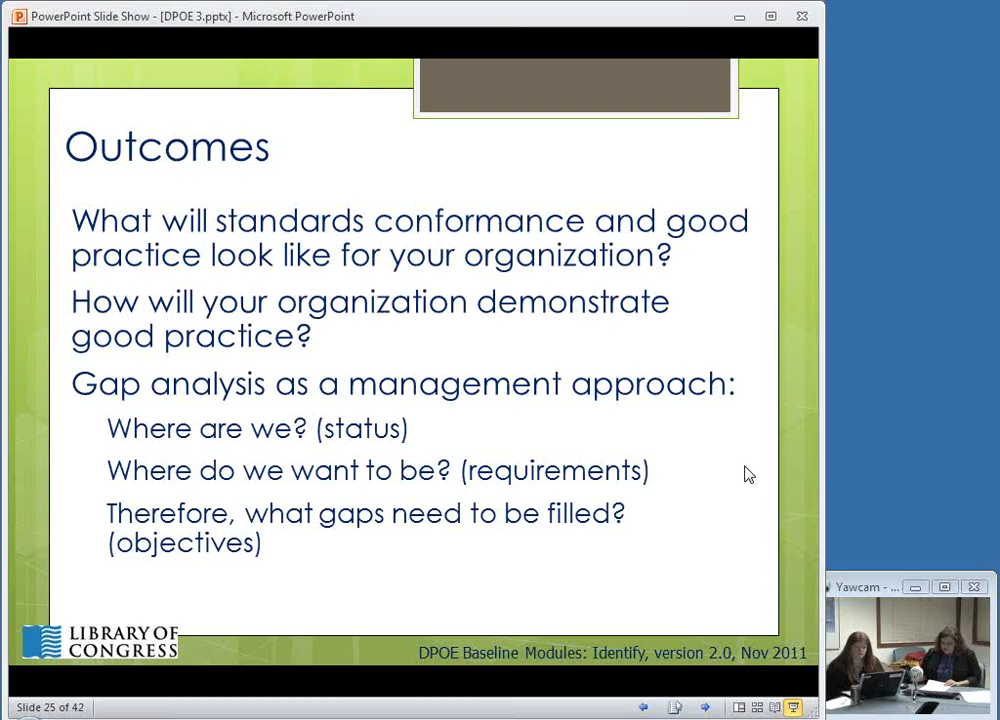 PowerPoint Slide Show - [DPOE 3.pptx] - Microsoft PowerPoint
Outcomes
What will standards conformance and good
practice look like for your organization?
How will your organization demonstrate
good practice?
Gap analysis as a management approach:
Where are we? (status)
Where do we want to be? (requirements)
Therefore, what gaps need to be filled?
(objectives)
LIBRARY OF
CONGRESS
DPOE Baseline Modules: Identify, version 2.0, Nov 2011
Yawcam - ...
Slide 25 of 42